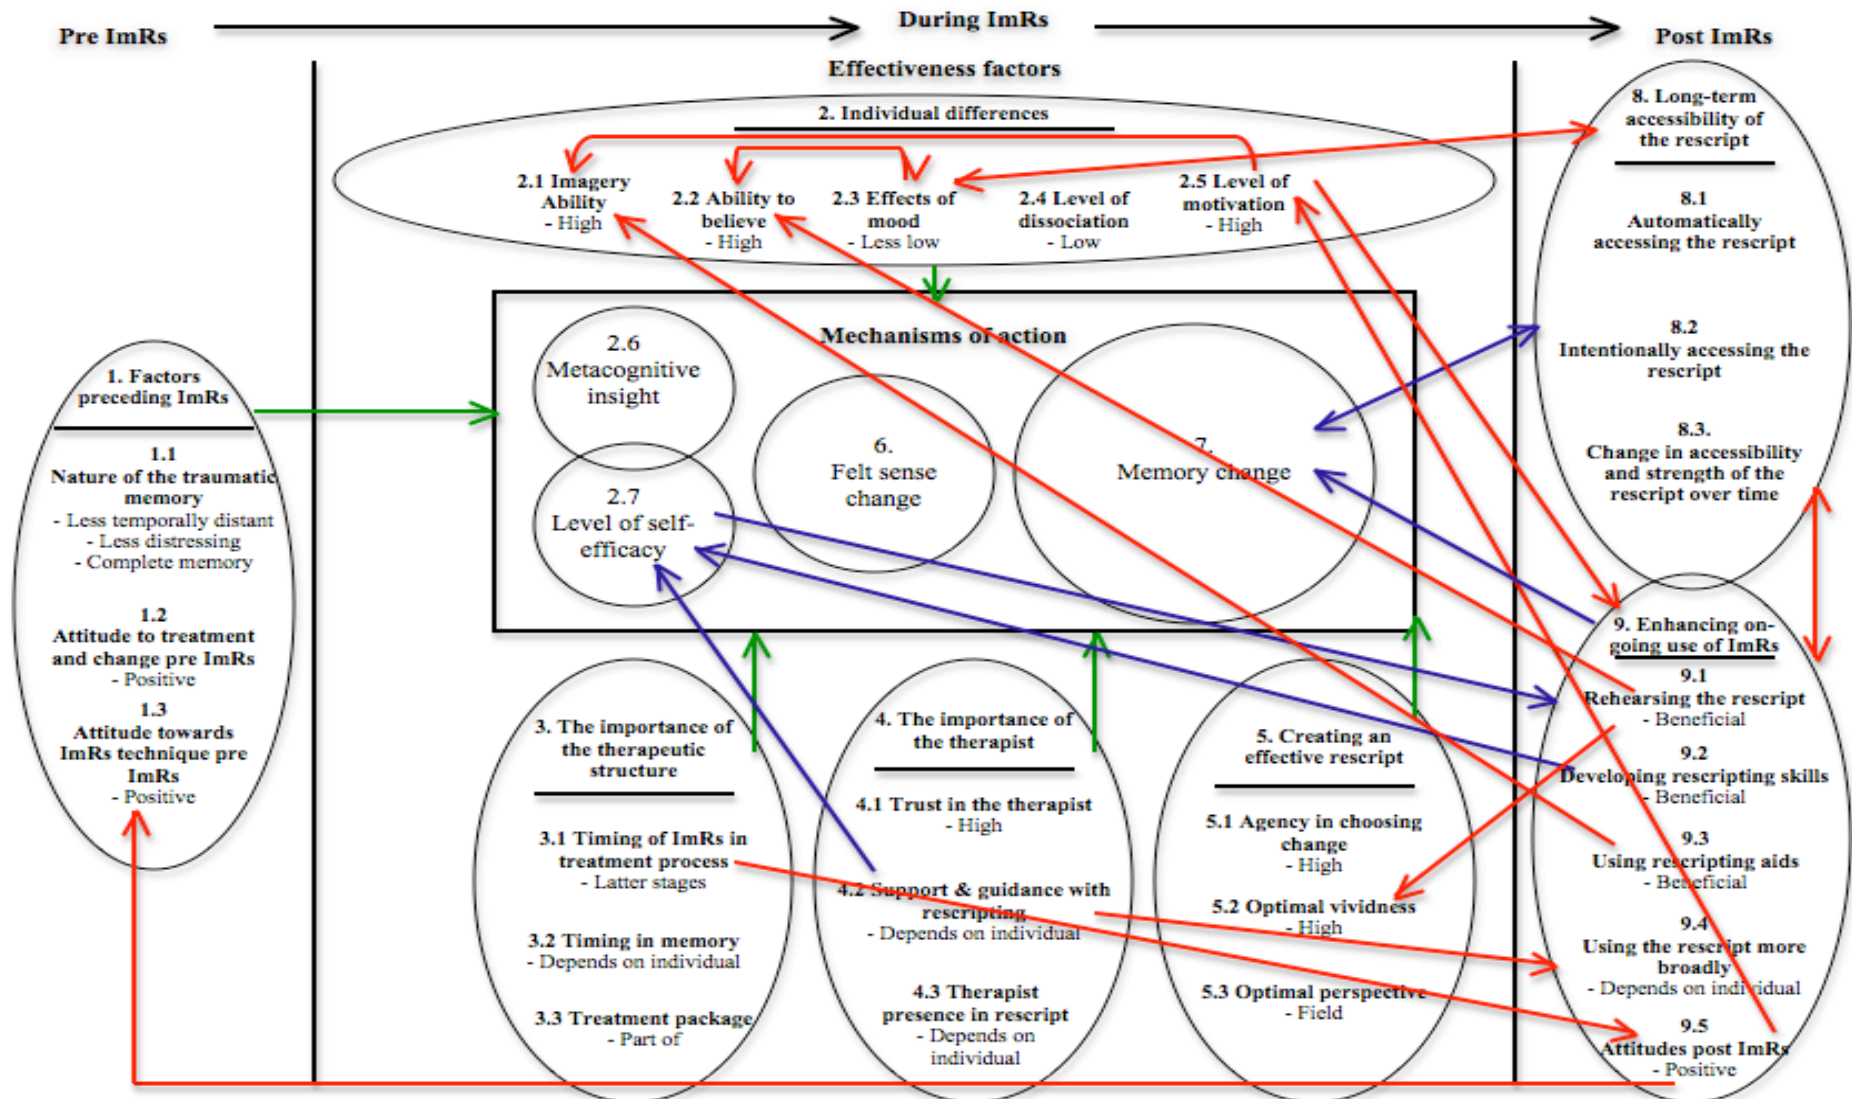 Pre ImRs
During ImRs
Post ImRs
Effectiveness factors
2. Individual differences
2.1 Imagery
Ability
- High
2.2 Ability to
believe
- High
2.3 Effects of
mood
- Less low
2.4 Level of
dissociation
- Low
2.5 Level of
motivation
- High
Mechanisms of action
2.6
Metacognitive
insight
2.7
Level of self-
efficacy
6.
Felt sense
change
7.
Memory change
1. Factors
preceding ImRs
1.1
Nature of the traumatic
memory
- Less temporally distant
- Less distressing
- Complete memory
1.2
Attitude to treatment
and change pre ImRs
- Positive
1.3
Attitude towards
ImRs technique pre
ImRs
- Positive
3. The importance of
the therapeutic
structure
3.1 Timing of ImRs in
treatment process
- Latter stages
3.2 Timing in memory
- Depends on individual
3.3 Treatment package
- Part of
4. The importance of
the therapist
4.1 Trust in the therapist
- High
4.2 Support & guidance with
rescripting
- Depends on individual
4.3 Therapist
presence in rescript
- Depends on
individual
5. Creating an
effective rescript
5.1 Agency in choosing
change
- High
5.2 Optimal vividness
- High
5.3 Optimal perspective
- Field
8. Long-term
accessibility of
the rescript
8.1
Automatically
accessing the rescript
8.2
Intentionally accessing the
rescript
8.3.
Change in accessibility
and strength of the
rescript over time
9. Enhancing on-
going use of ImRs
9.1
Rehearsing the rescript
- Beneficial
9.2
Developing rescripting skills
- Beneficial
9.3
Using rescripting aids
- Beneficial
9.4
Using the rescript more
broadly
- Depends on individual
9.5
Attitudes post ImRs
- Positive